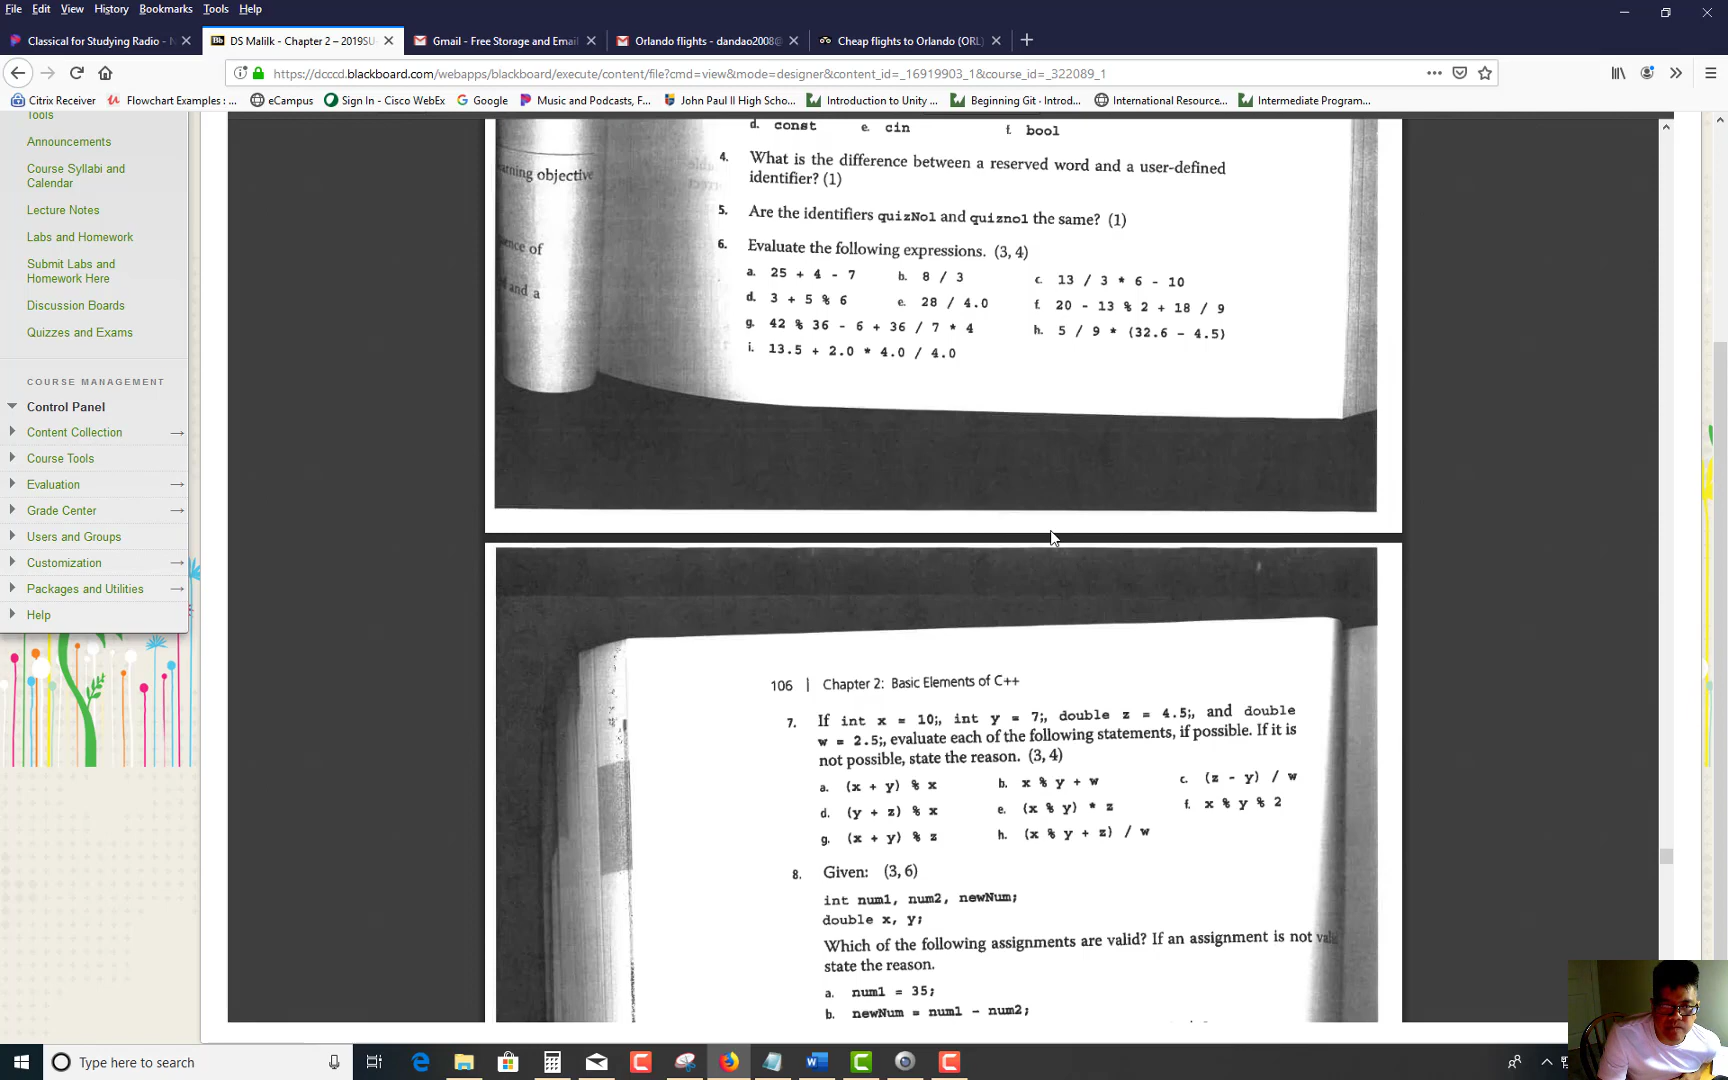 File Edit View History Bookmarks Tools Help
Classical for Studying Radio - N
DS Malilk - Chapter 2 – 2019SU-
Gmail - Free Storage and Email
Orlando flights - dandao2008@
Cheap flights to Orlando (ORL)
https://dcccd.blackboard.com/webapps/blackboard/execute/content/file?cmd=view&mode=designer&content_id=_16919903_1&course_id=_322089_1
Citrix Receiver
Flowchart Examples : ...
eCampus
Sign In - Cisco WebEx
Google
Music and Podcasts, F...
John Paul II High Scho...
Introduction to Unity ...
Beginning Git - Introd...
International Resource...
Intermediate Program...
Tools
Announcements
Course Syllabi and
Calendar
Lecture Notes
Labs and Homework
Submit Labs and
Homework Here
Discussion Boards
Quizzes and Exams
COURSE MANAGEMENT
Control Panel
Content Collection
Course Tools
Evaluation
Grade Center
Users and Groups
Customization
Packages and Utilities
Help
arning objective
ence of
and a
d. const e. cin f. bool
4. What is the difference between a reserved word and a user-defined
identifier? (1)
5. Are the identifiers quizNo1 and quizno1 the same? (1)
6. Evaluate the following expressions. (3, 4)
a. 25 + 4 - 7 b. 8 / 3 c. 13 / 3 * 6 - 10
d. 3 + 5 % 6 e. 28 / 4.0 f. 20 - 13 % 2 + 18 / 9
g. 42 % 36 - 6 + 36 / 7 * 4 h. 5 / 9 * (32.6 - 4.5)
i. 13.5 + 2.0 * 4.0 / 4.0
106 | Chapter 2: Basic Elements of C++
7. If int x = 10;, int y = 7;, double z = 4.5;, and double
w = 2.5;, evaluate each of the following statements, if possible. If it is
not possible, state the reason. (3, 4)
a. (x + y) % x b. x % y + w c. (z - y) / w
d. (y + z) % x e. (x % y) * z f. x % y % 2
g. (x + y) % z h. (x % y + z) / w
8. Given: (3, 6)
int num1, num2, newNum;
double x, y;
Which of the following assignments are valid? If an assignment is not vali
state the reason.
a. num1 = 35;
b. newNum = num1 - num2;
Type here to search